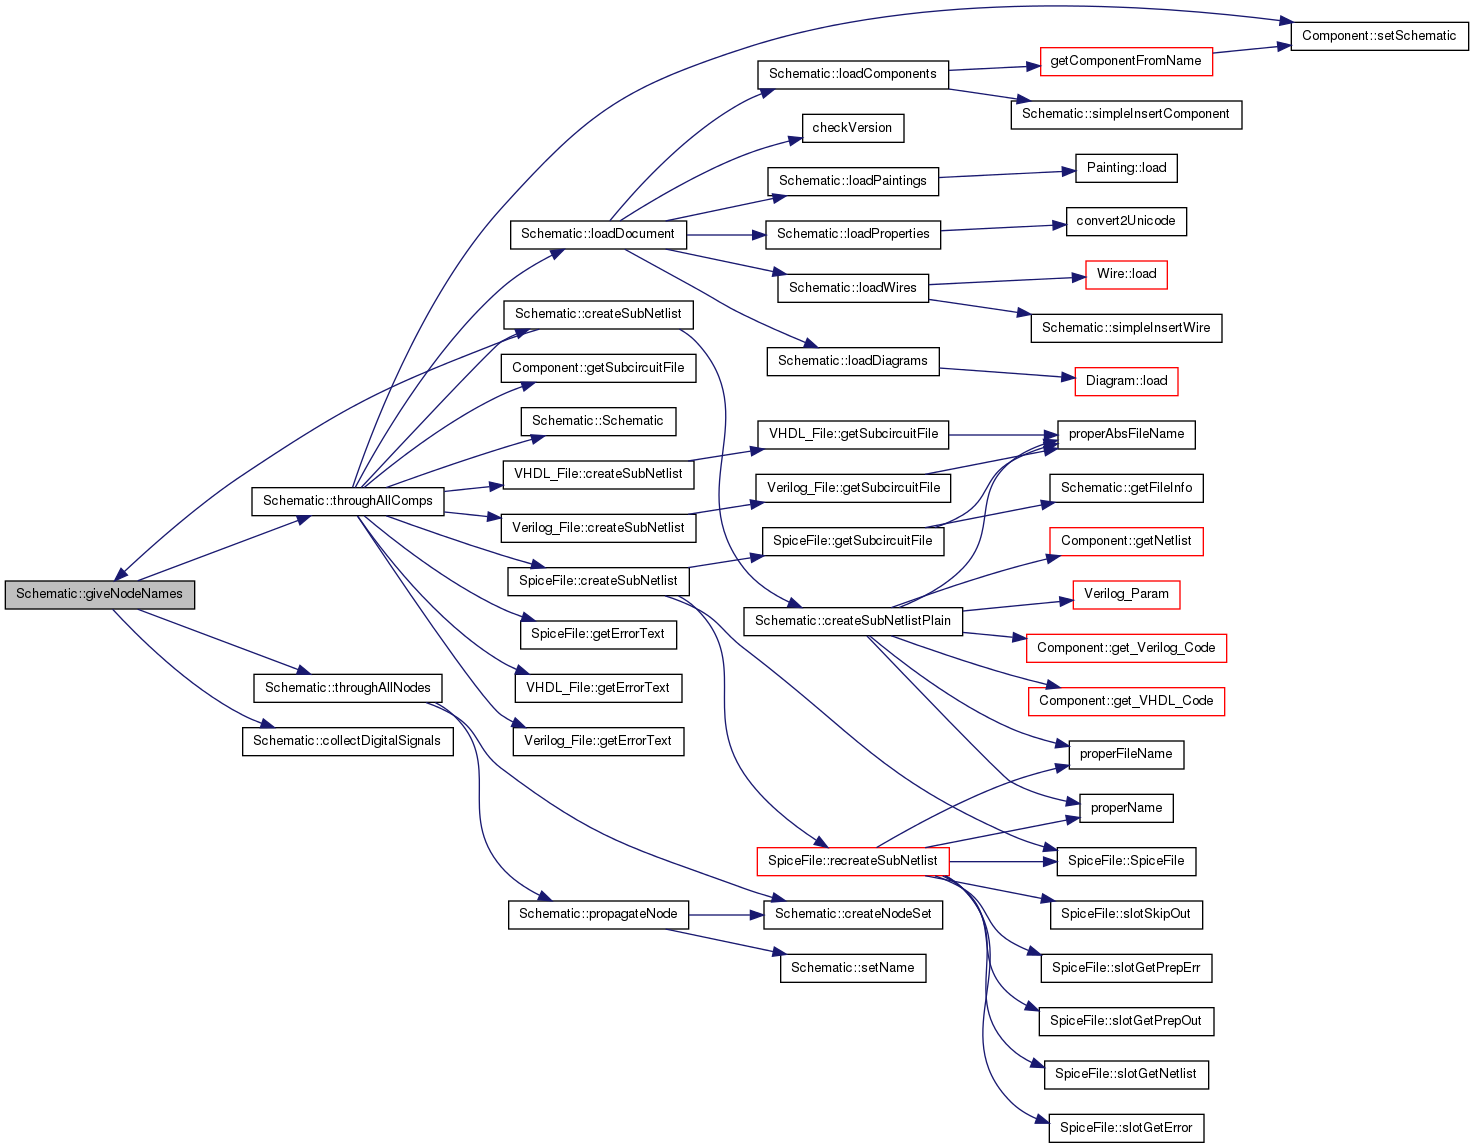 Component::setSchematic
getComponentFromName
Schematic::loadComponents
Schematic::simpleInsertComponent
checkVersion
Painting::load
Schematic::loadPaintings
convert2Unicode
Schematic::loadDocument
Schematic::loadProperties
Wire::load
Schematic::loadWires
Schematic::createSubNetlist
Schematic::simpleInsertWire
Component::getSubcircuitFile
Schematic::loadDiagrams
Diagram::load
Schematic::Schematic
VHDL_File::getSubcircuitFile
properAbsFileName
VHDL_File::createSubNetlist
Verilog_File::getSubcircuitFile
Schematic::getFileInfo
Schematic::throughAllComps
Verilog_File::createSubNetlist
SpiceFile::getSubcircuitFile
Component::getNetlist
SpiceFile::createSubNetlist
Schematic::giveNodeNames
Verilog_Param
Schematic::createSubNetlistPlain
SpiceFile::getErrorText
Component::get_Verilog_Code
Schematic::throughAllNodes
VHDL_File::getErrorText
Component::get_VHDL_Code
Schematic::collectDigitalSignals
Verilog_File::getErrorText
properFileName
properName
SpiceFile::recreateSubNetlist
SpiceFile::SpiceFile
Schematic::propagateNode
Schematic::createNodeSet
SpiceFile::slotSkipOut
Schematic::setName
SpiceFile::slotGetPrepErr
SpiceFile::slotGetPrepOut
SpiceFile::slotGetNetlist
SpiceFile::slotGetError